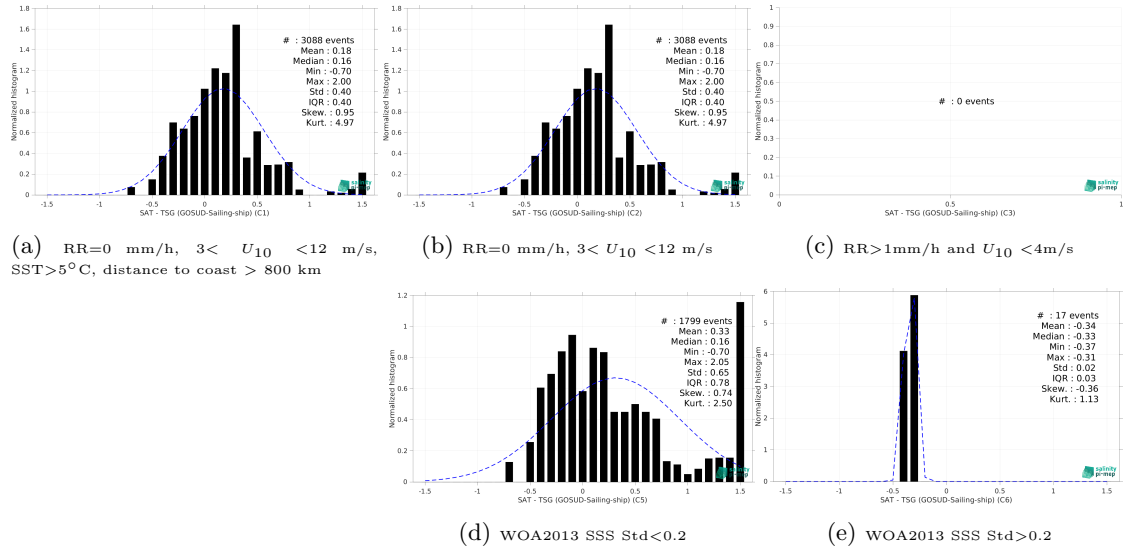 1.8
1.6
1.4
1.2
1
0.8
0.6
0.4
0.2
0
Normalized histogram
# : 3088 events
Mean : 0.18
Median : 0.16
Min : -0.70
Max : 2.00
Std : 0.40
IQR : 0.40
Skew. : 0.95
Kurt. : 4.97
salinity
pi-mep
-1.5 -1 -0.5 0 0.5 1 1.5
SAT - TSG (GOSUD-Sailing-ship) (C1)
(a) RR=0 mm/h, 3< U10 <12 m/s,
SST>5°C, distance to coast > 800 km
1.8
1.6
1.4
1.2
1
0.8
0.6
0.4
0.2
0
Normalized histogram
# : 3088 events
Mean : 0.18
Median : 0.16
Min : -0.70
Max : 2.00
Std : 0.40
IQR : 0.40
Skew. : 0.95
Kurt. : 4.97
salinity
pi-mep
-1.5 -1 -0.5 0 0.5 1 1.5
SAT - TSG (GOSUD-Sailing-ship) (C2)
(b) RR=0 mm/h, 3< U10 <12 m/s
1
0.9
0.8
0.7
0.6
0.5
0.4
0.3
0.2
0.1
0
Normalized histogram
# : 0 events
salinity
pi-mep
0 0.5 1
SAT - TSG (GOSUD-Sailing-ship) (C3)
(c) RR>1mm/h and U10 <4m/s
1.2
1
0.8
0.6
0.4
0.2
0
Normalized histogram
# : 1799 events
Mean : 0.33
Median : 0.16
Min : -0.70
Max : 2.05
Std : 0.65
IQR : 0.78
Skew. : 0.74
Kurt. : 2.50
salinity
pi-mep
-1.5 -1 -0.5 0 0.5 1 1.5
SAT - TSG (GOSUD-Sailing-ship) (C5)
(d) WOA2013 SSS Std<0.2
6
5
4
3
2
1
0
Normalized histogram
# : 17 events
Mean : -0.34
Median : -0.33
Min : -0.37
Max : -0.31
Std : 0.02
IQR : 0.03
Skew. : -0.36
Kurt. : 1.13
salinity
pi-mep
-1.5 -1 -0.5 0 0.5 1 1.5
SAT - TSG (GOSUD-Sailing-ship) (C6)
(e) WOA2013 SSS Std>0.2